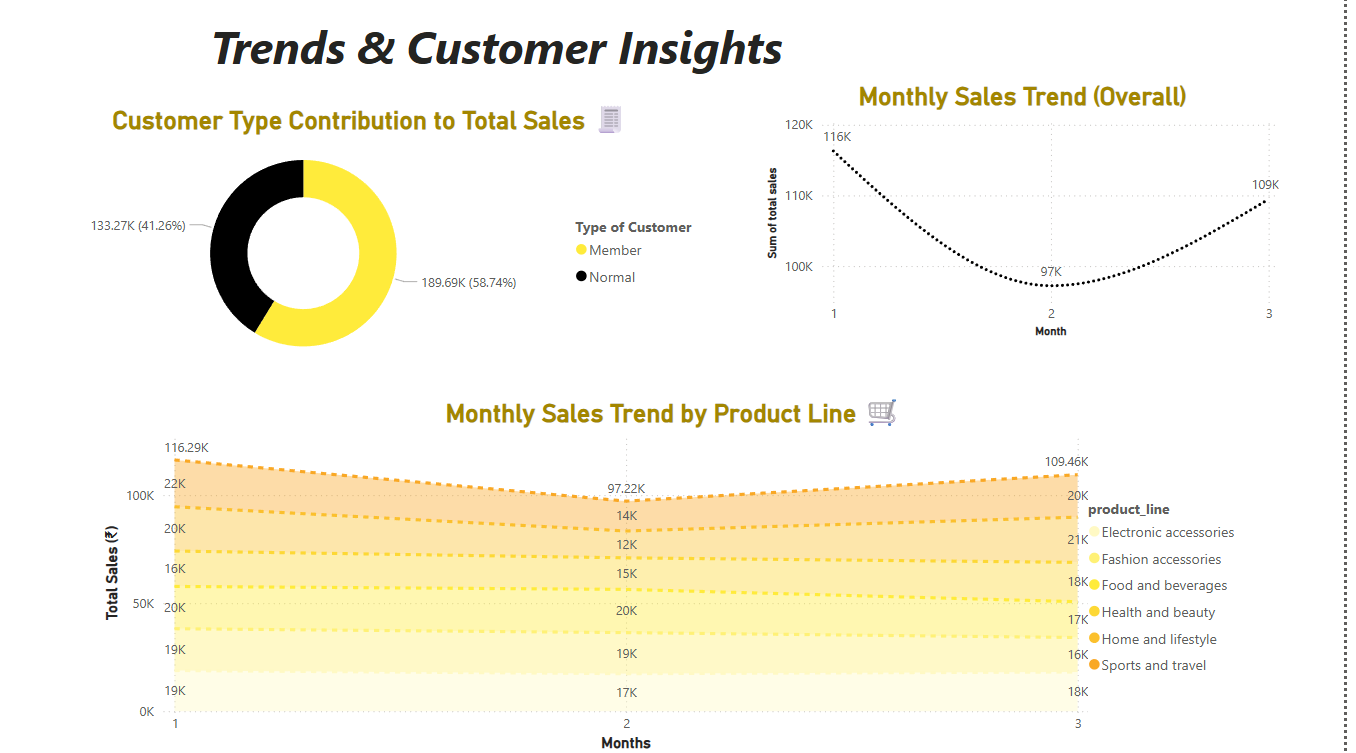 Trends & Customer Insights
Customer Type Contribution to Total Sales
133.27K (41.26%)
189.69K (58.74%)
Type of Customer
Member
Normal
Monthly Sales Trend (Overall)
Sum of total sales
120K
110K
100K
116K
97K
109K
1 2 3
Month
Monthly Sales Trend by Product Line
Total Sales (₹)
100K
50K
0K
116.29K
22K
20K
16K
20K
19K
19K
97.22K
14K
12K
15K
20K
19K
17K
109.46K
20K
21K
18K
17K
16K
18K
1 2 3
Months
product_line
Electronic accessories
Fashion accessories
Food and beverages
Health and beauty
Home and lifestyle
Sports and travel